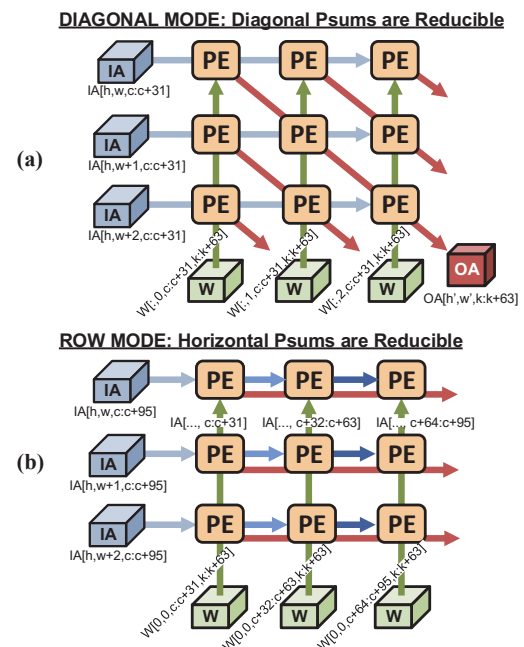 DIAGONAL MODE: Diagonal Psums are Reducible
IA PE PE PE
IA[h,w,c:c+31]
(a)
IA PE PE PE
IA[h,w+1,c:c+31]
IA PE PE PE
IA[h,w+2,c:c+31]
W[:,0,c:c+31,k:k+63]
W[:,1,c:c+31,k:k+63]
W[:,2,c:c+31,k:k+63]
W W W OA
OA[h',w',k:k+63]
ROW MODE: Horizontal Psums are Reducible
IA PE PE PE
IA[h,w,c:c+95]
IA[..., c:c+31] IA[..., c+32:c+63] IA[..., c+64:c+95]
(b)
IA PE PE PE
IA[h,w+1,c:c+95]
IA PE PE PE
IA[h,w+2,c:c+95]
W[0,0,c:c+31,k:k+63]
W[0,0,c+32:c+63,k:k+63]
W[0,0,c+64:c+95,k:k+63]
W W W